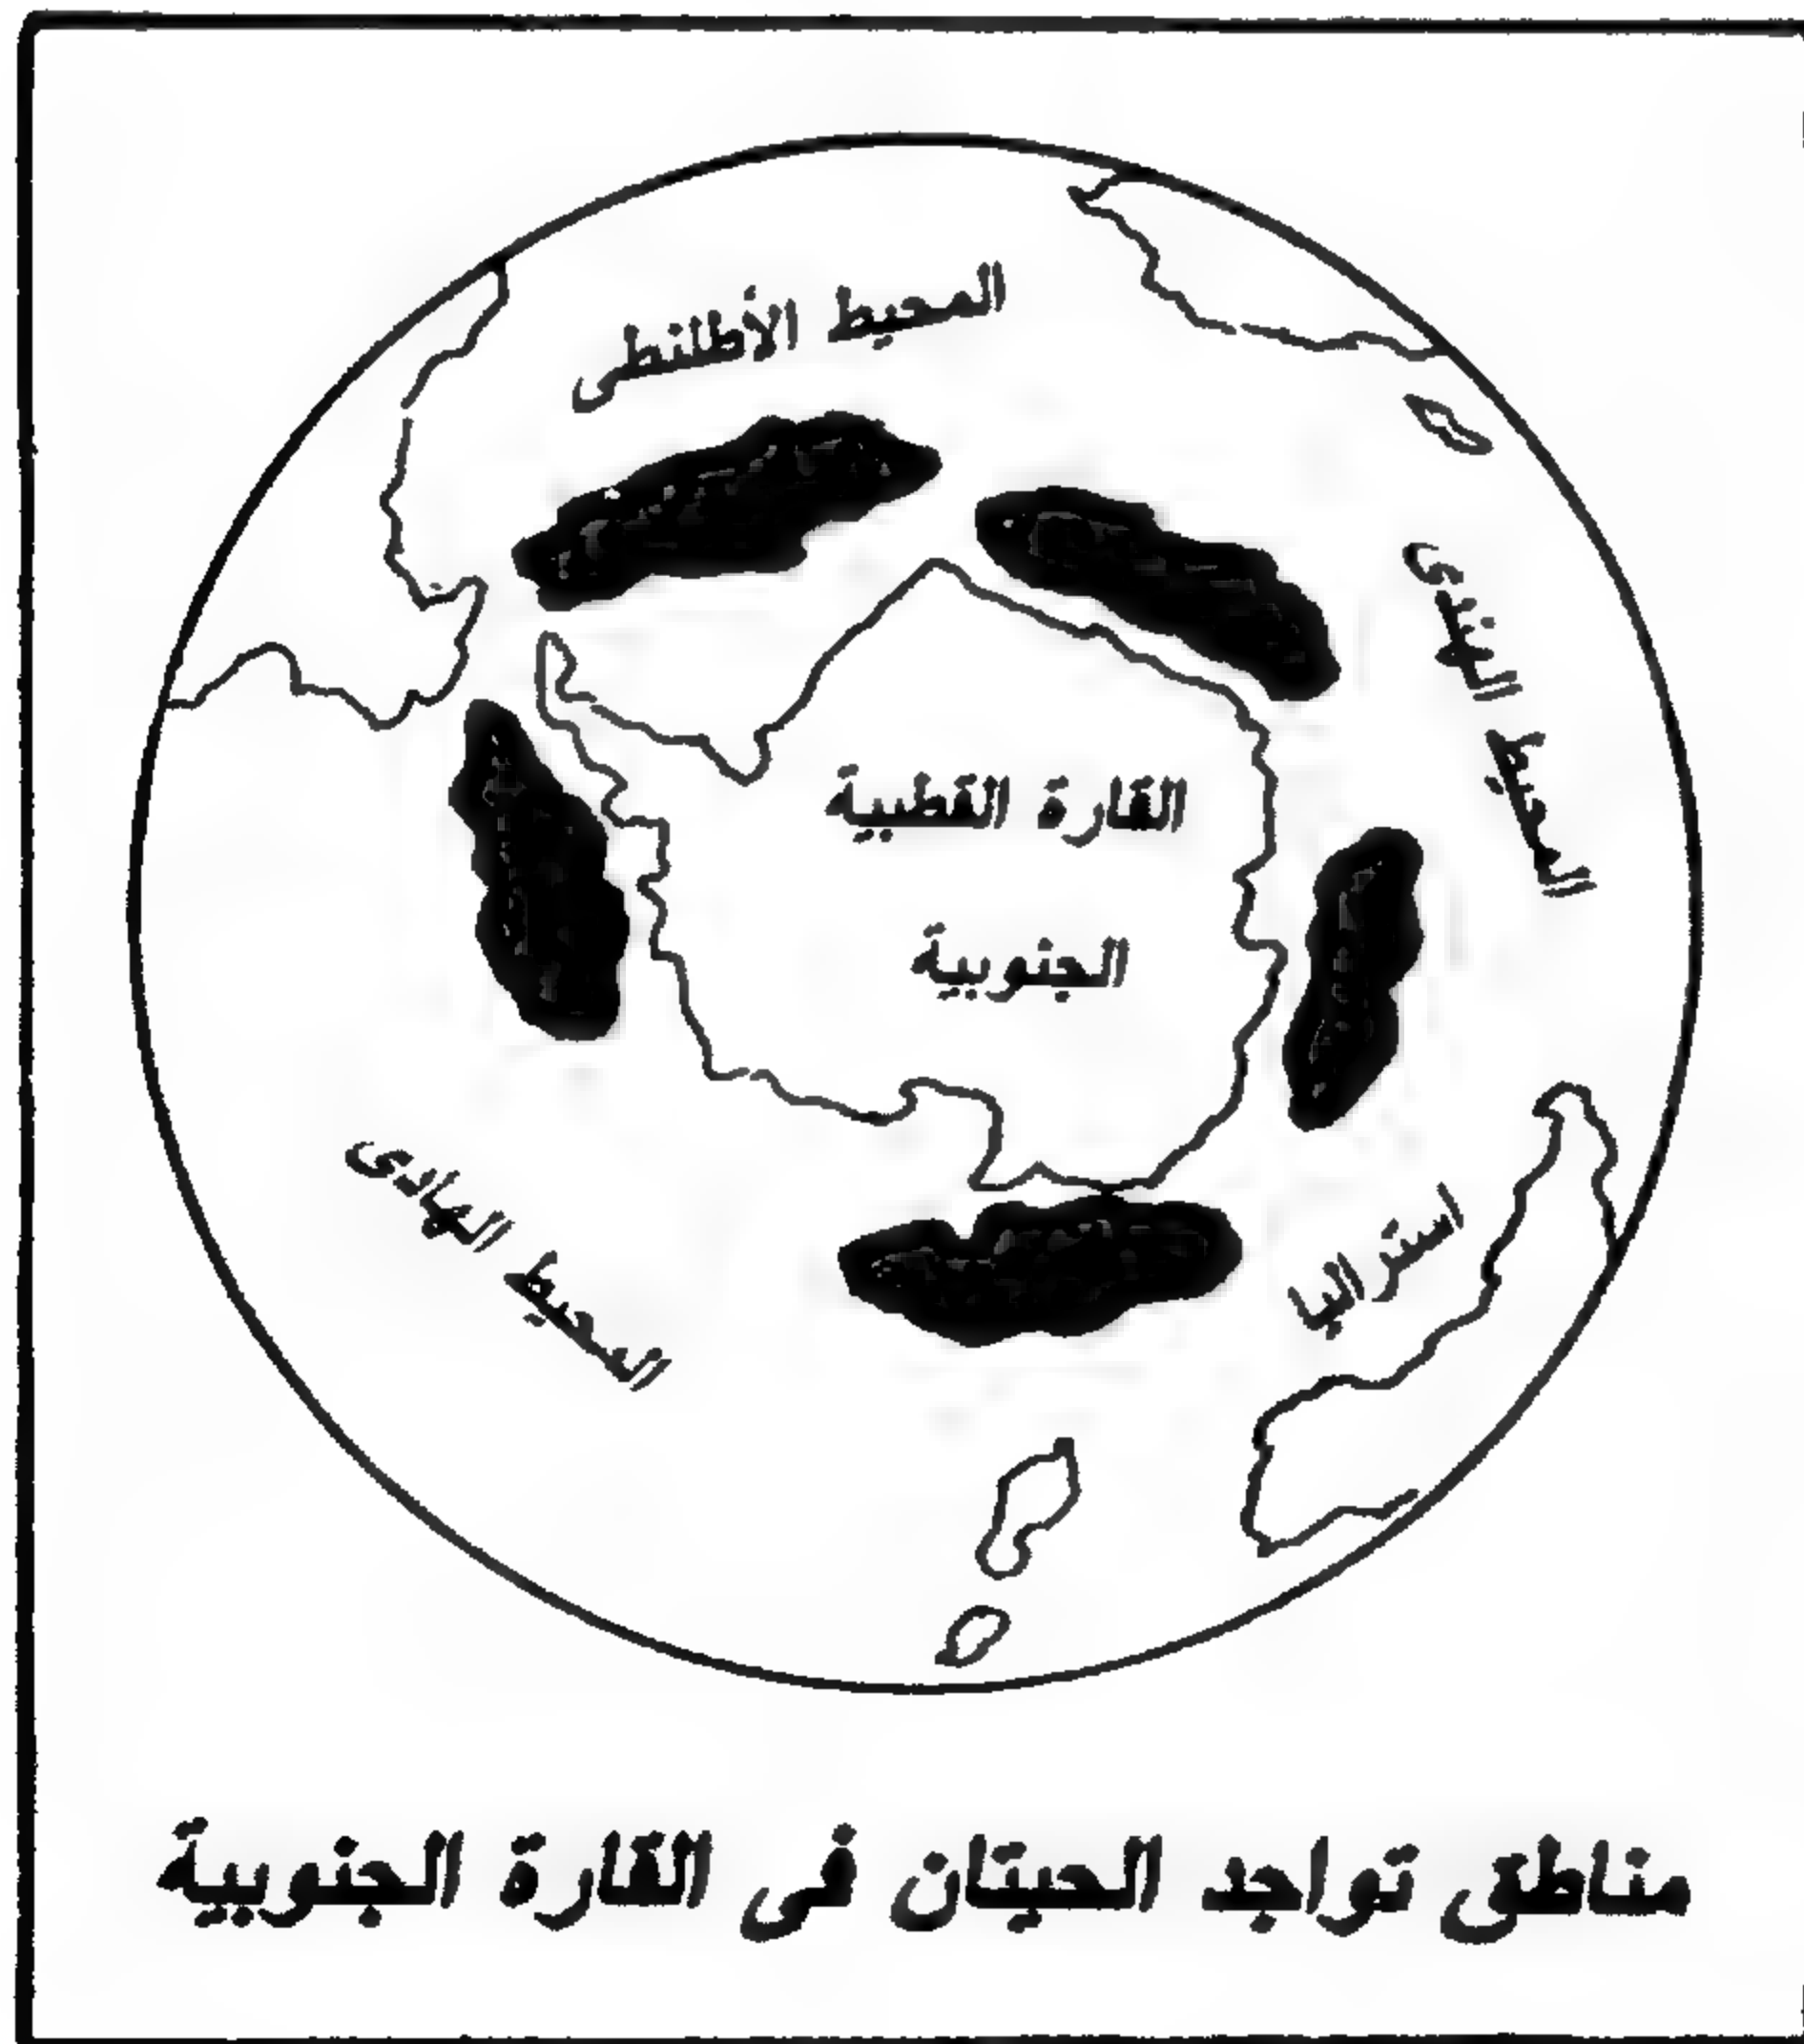 المحيط الأطلنطى
المحيط الهندى
القارة القطبية
الجنوبية
استراليا
المحيط الهادى
مناطق تواجد الحيتان فى القارة الجنوبية